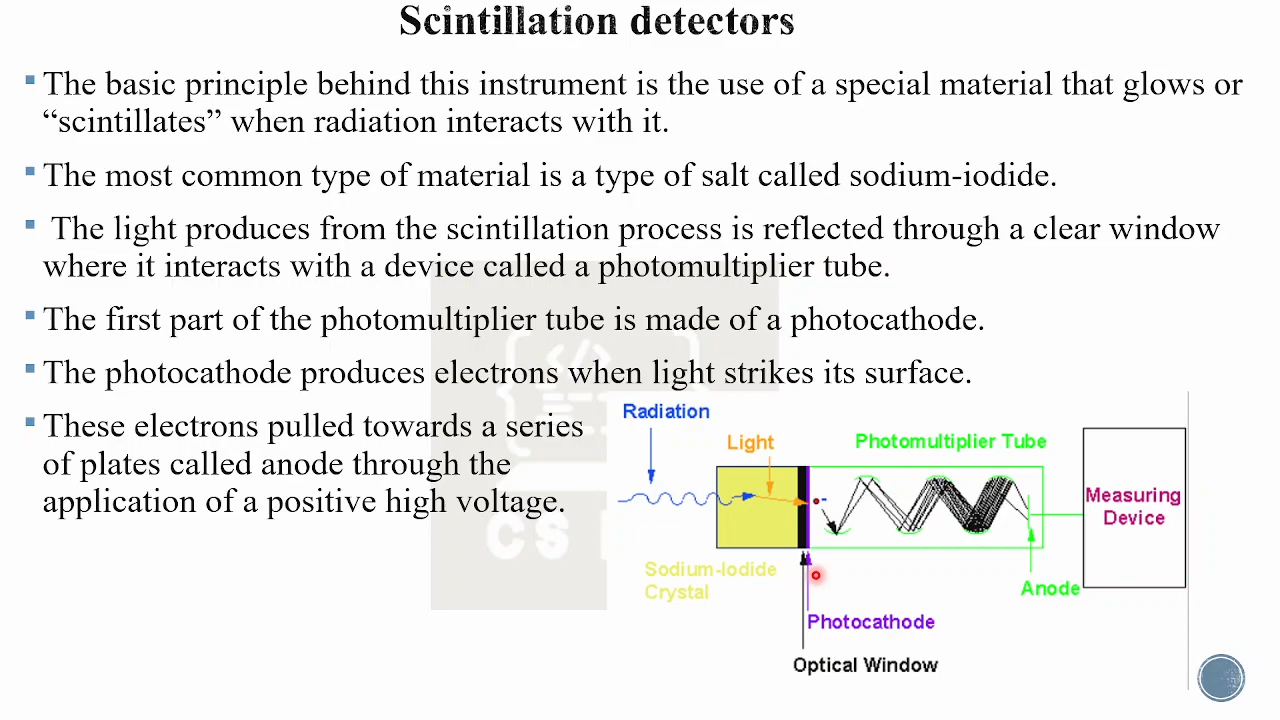 Scintillation detectors
The basic principle behind this instrument is the use of a special material that glows or
“scintillates” when radiation interacts with it.
The most common type of material is a type of salt called sodium-iodide.
The light produces from the scintillation process is reflected through a clear window
where it interacts with a device called a photomultiplier tube.
The first part of the photomultiplier tube is made of a photocathode.
The photocathode produces electrons when light strikes its surface.
These electrons pulled towards a series
of plates called anode through the
application of a positive high voltage.
Radiation
Light
Photomultiplier Tube
Measuring
Device
Sodium-Iodide
Crystal
Anode
Photocathode
Optical Window
CS